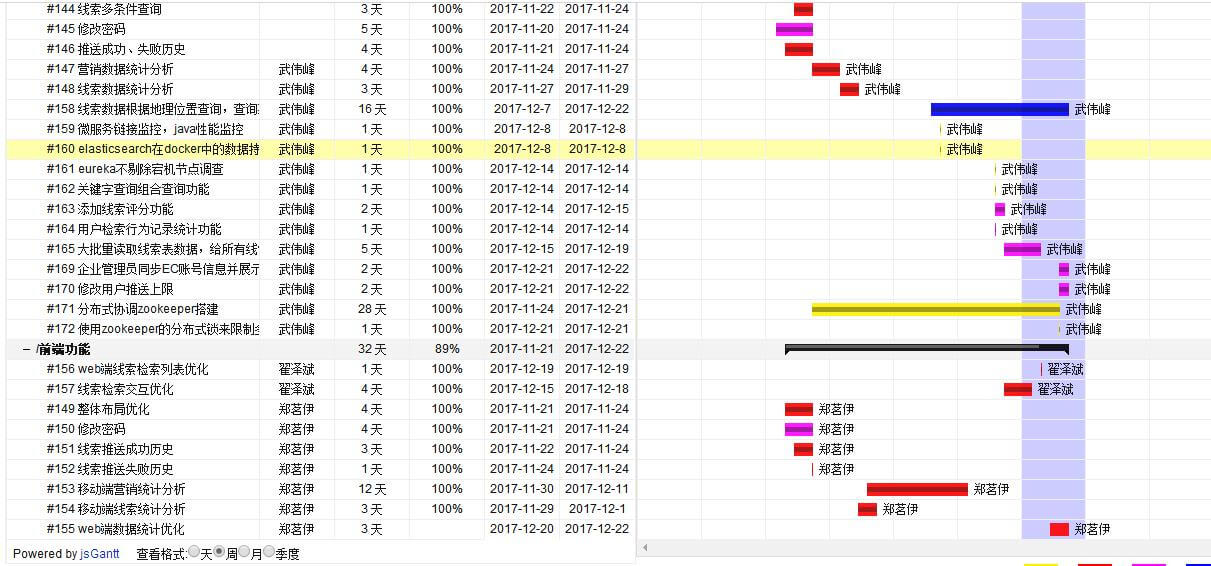 #144 线索多条件查询 3 天 100% 2017-11-22 2017-11-24
#145 修改密码 5 天 100% 2017-11-20 2017-11-24
#146 推送成功、失败历史 4 天 100% 2017-11-21 2017-11-24
#147 营销数据统计分析 武伟峰 4 天 100% 2017-11-24 2017-11-27 武伟峰
#148 线索数据统计分析 武伟峰 3 天 100% 2017-11-27 2017-11-29 武伟峰
#158 线索数据根据地理位置查询，查询 武伟峰 16 天 100% 2017-12-7 2017-12-22 武伟峰
#159 微服务链接监控，java性能监控 武伟峰 1 天 100% 2017-12-8 2017-12-8 武伟峰
#160 elasticsearch在docker中的数据持 武伟峰 1 天 100% 2017-12-8 2017-12-8 武伟峰
#161 eureka不剔除宕机节点调查 武伟峰 1 天 100% 2017-12-14 2017-12-14 武伟峰
#162 关键字查询组合查询功能 武伟峰 1 天 100% 2017-12-14 2017-12-14 武伟峰
#163 添加线索评分功能 武伟峰 2 天 100% 2017-12-14 2017-12-15 武伟峰
#164 用户检索行为记录统计功能 武伟峰 1 天 100% 2017-12-14 2017-12-14 武伟峰
#165 大批量读取线索表数据，给所有线 武伟峰 5 天 100% 2017-12-15 2017-12-19 武伟峰
#169 企业管理员同步EC账号信息并展示 武伟峰 2 天 100% 2017-12-21 2017-12-22 武伟峰
#170 修改用户推送上限 武伟峰 2 天 100% 2017-12-21 2017-12-22 武伟峰
#171 分布式协调zookeeper搭建 武伟峰 28 天 100% 2017-11-24 2017-12-21 武伟峰
#172 使用zookeeper的分布式锁来限制 武伟峰 1 天 100% 2017-12-21 2017-12-21 武伟峰
– /前端功能 32 天 89% 2017-11-21 2017-12-22
#156 web端线索检索列表优化 翟泽斌 1 天 100% 2017-12-19 2017-12-19 翟泽斌
#157 线索检索交互优化 翟泽斌 4 天 100% 2017-12-15 2017-12-18 翟泽斌
#149 整体布局优化 郑茗伊 4 天 100% 2017-11-21 2017-11-24 郑茗伊
#150 修改密码 郑茗伊 4 天 100% 2017-11-21 2017-11-24 郑茗伊
#151 线索推送成功历史 郑茗伊 3 天 100% 2017-11-22 2017-11-24 郑茗伊
#152 线索推送失败历史 郑茗伊 1 天 100% 2017-11-24 2017-11-24 郑茗伊
#153 移动端营销统计分析 郑茗伊 12 天 100% 2017-11-30 2017-12-11 郑茗伊
#154 移动端线索统计分析 郑茗伊 3 天 100% 2017-11-29 2017-12-1 郑茗伊
#155 web端数据统计优化 郑茗伊 3 天 2017-12-20 2017-12-22 郑茗伊
Powered by jsGantt 查看格式: 天 周 月 季度